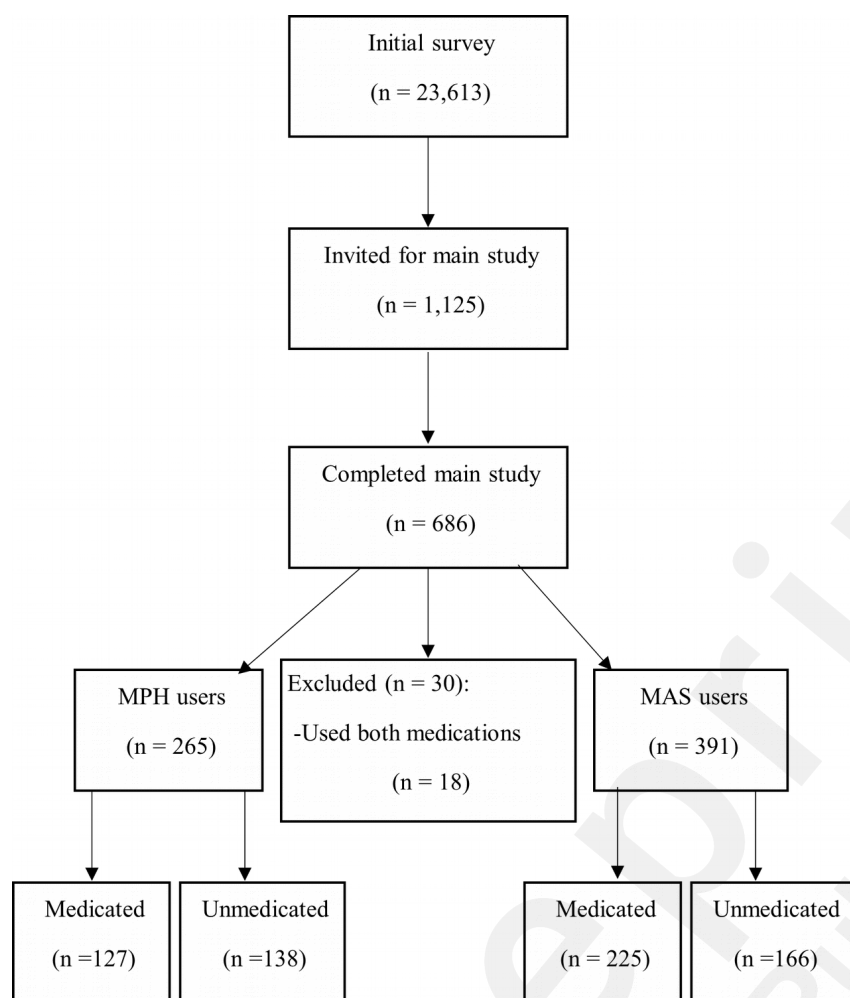 Initial survey
(n = 23,613)
Invited for main study
(n = 1,125)
Completed main study
(n = 686)
MPH users
(n = 265)
Excluded (n = 30):
-Used both medications
(n = 18)
MAS users
(n = 391)
Medicated
(n =127)
Unmedicated
(n =138)
Medicated
(n = 225)
Unmedicated
(n =166)